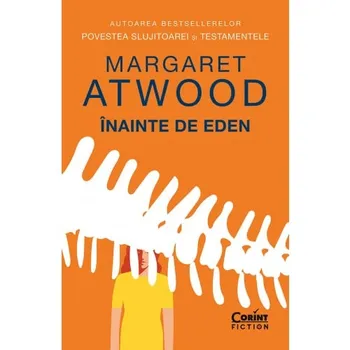 AUTOAREA BESTSELLERELOR
POVESTEA SLUJITOAREI și TESTAMENTELE
MARGARET
ATWOOD
ÎNAINTE DE EDEN
CORINT
FICTION